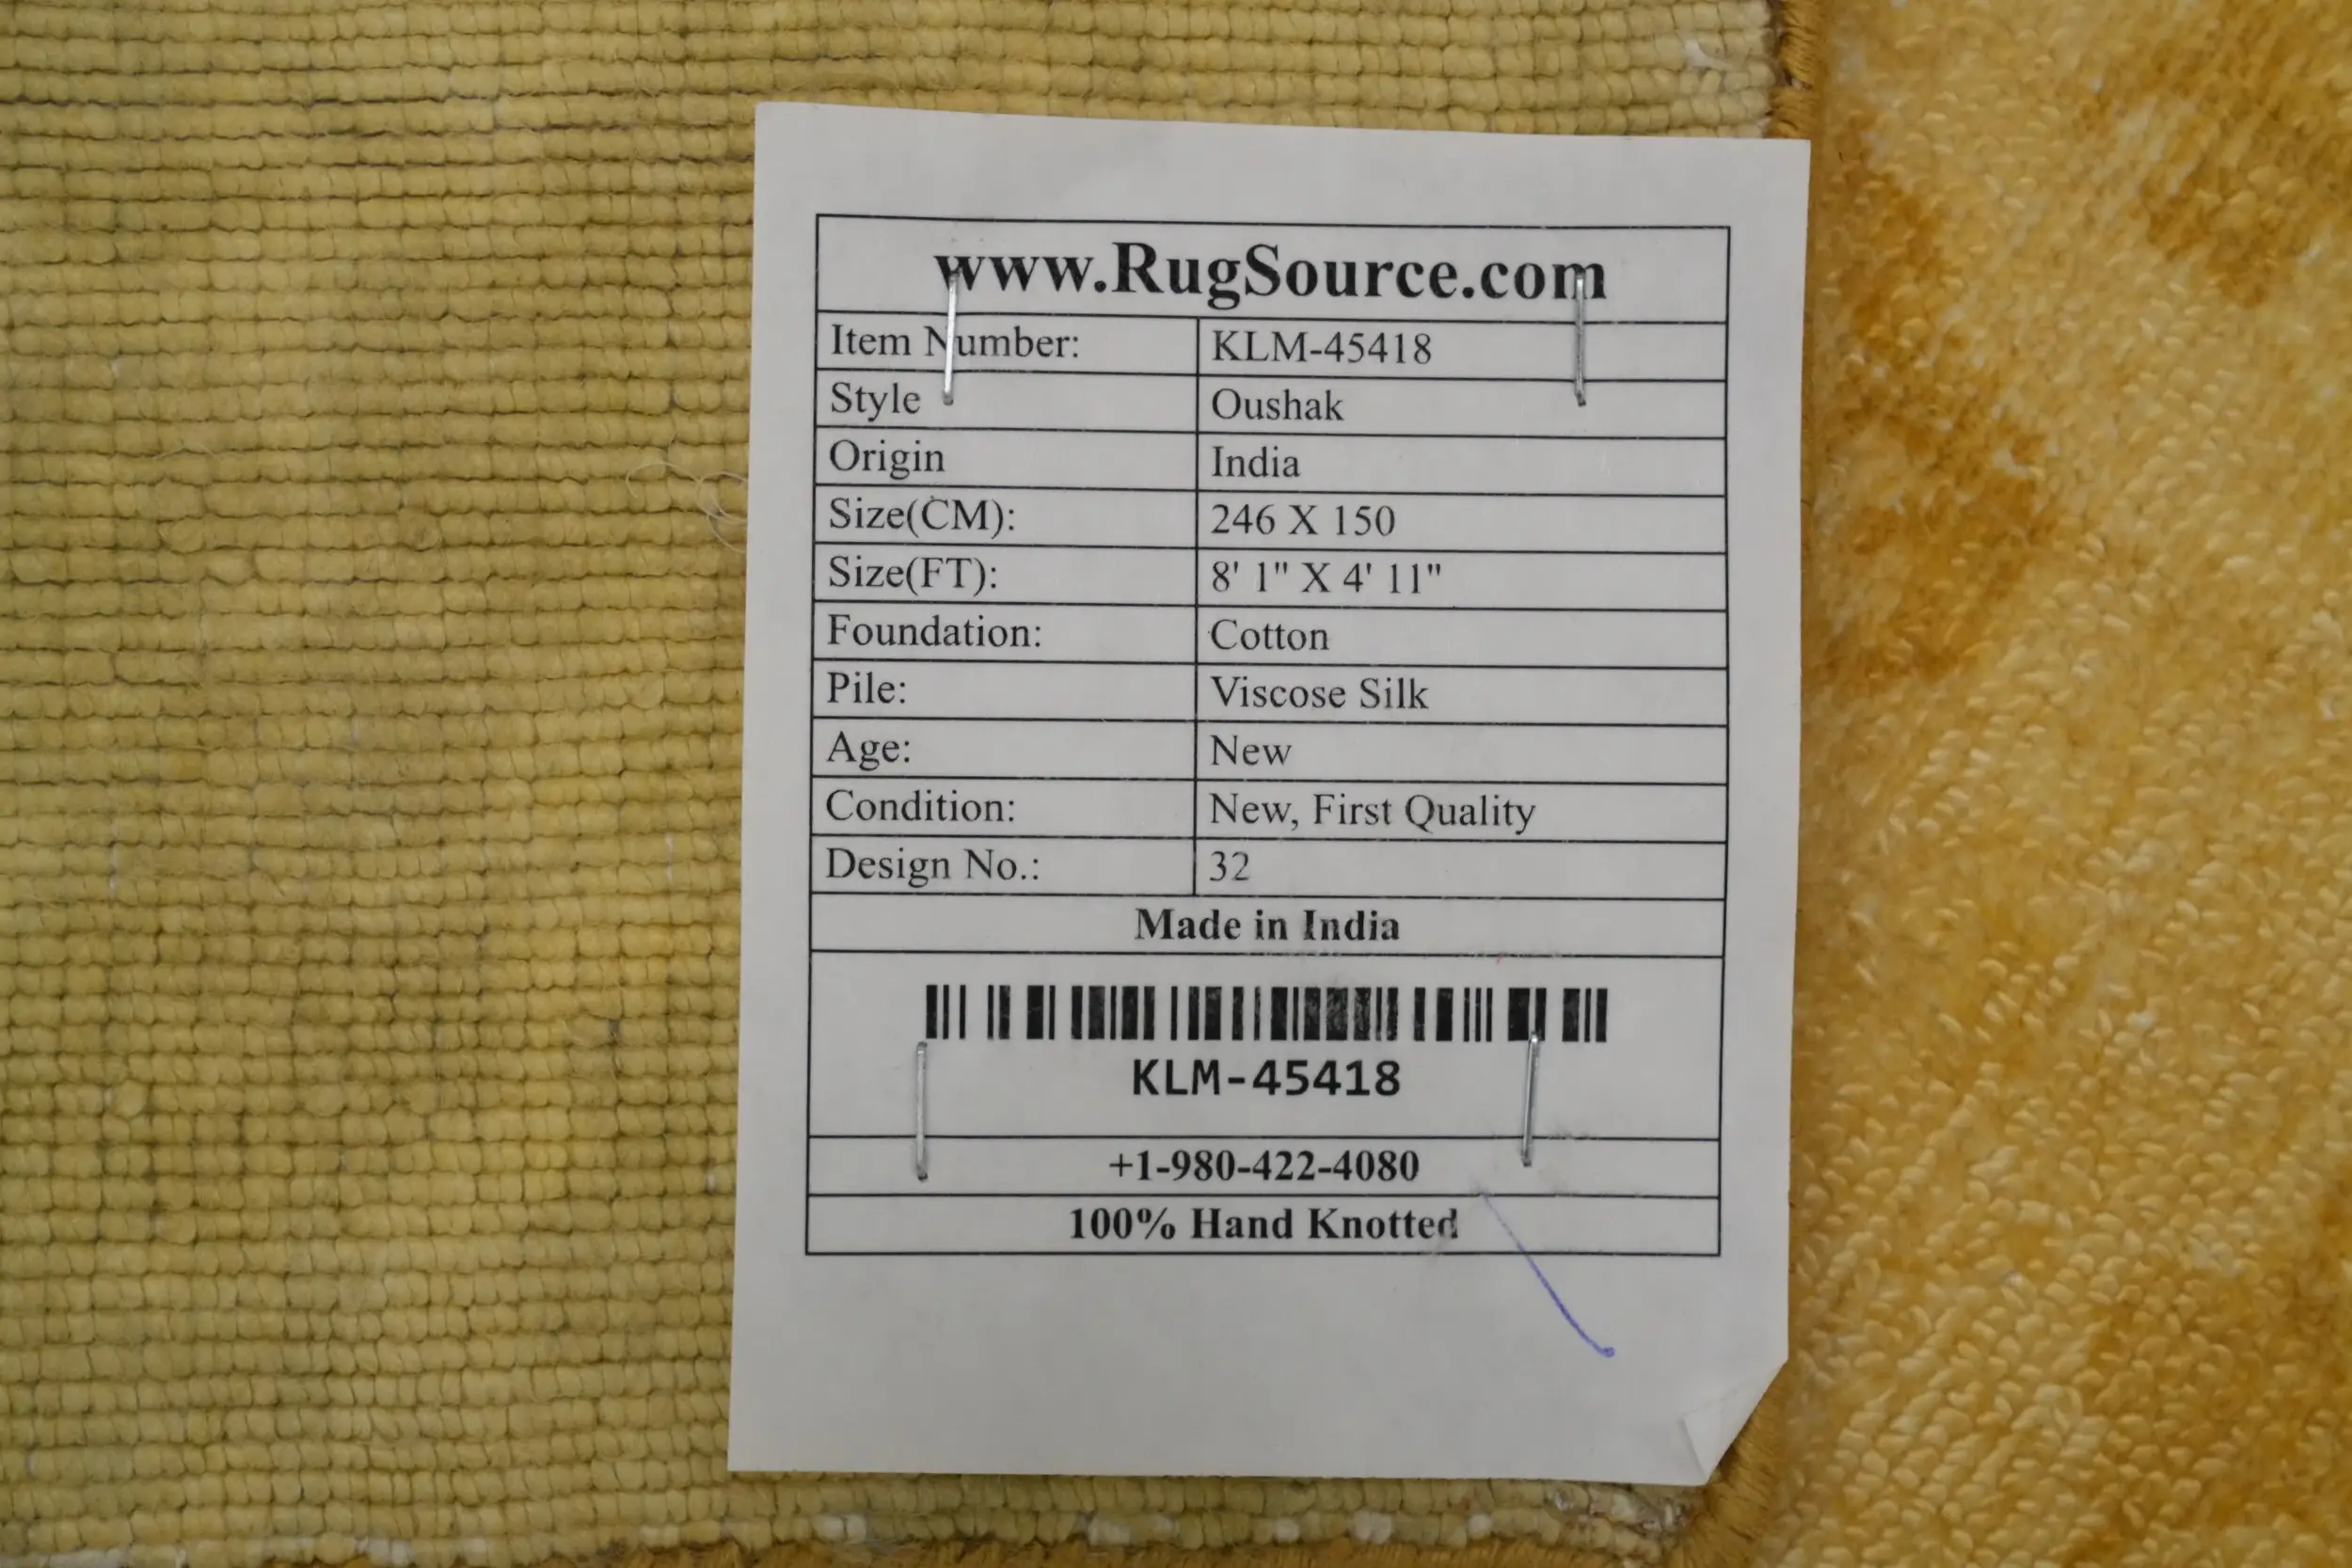 www.RugSource.com
Item Number: KLM-45418
Style Oushak
Origin India
Size(CM): 246 X 150
Size(FT): 8' 1" X 4' 11"
Foundation: Cotton
Pile: Viscose Silk
Age: New
Condition: New, First Quality
Design No.: 32
Made in India
KLM-45418
+1-980-422-4080
100% Hand Knotted